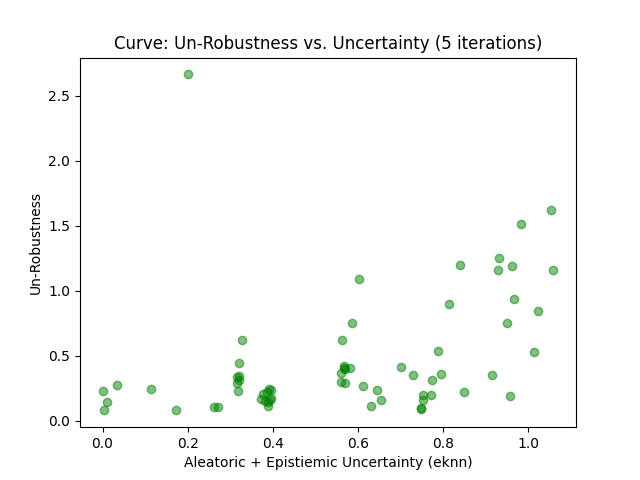 Curve: Un-Robustness vs. Uncertainty (5 iterations)
2.5
2.0
1.5
1.0
0.5
0.0
Un-Robustness
0.0 0.2 0.4 0.6 0.8 1.0
Aleatoric + Epistiemic Uncertainty (eknn)